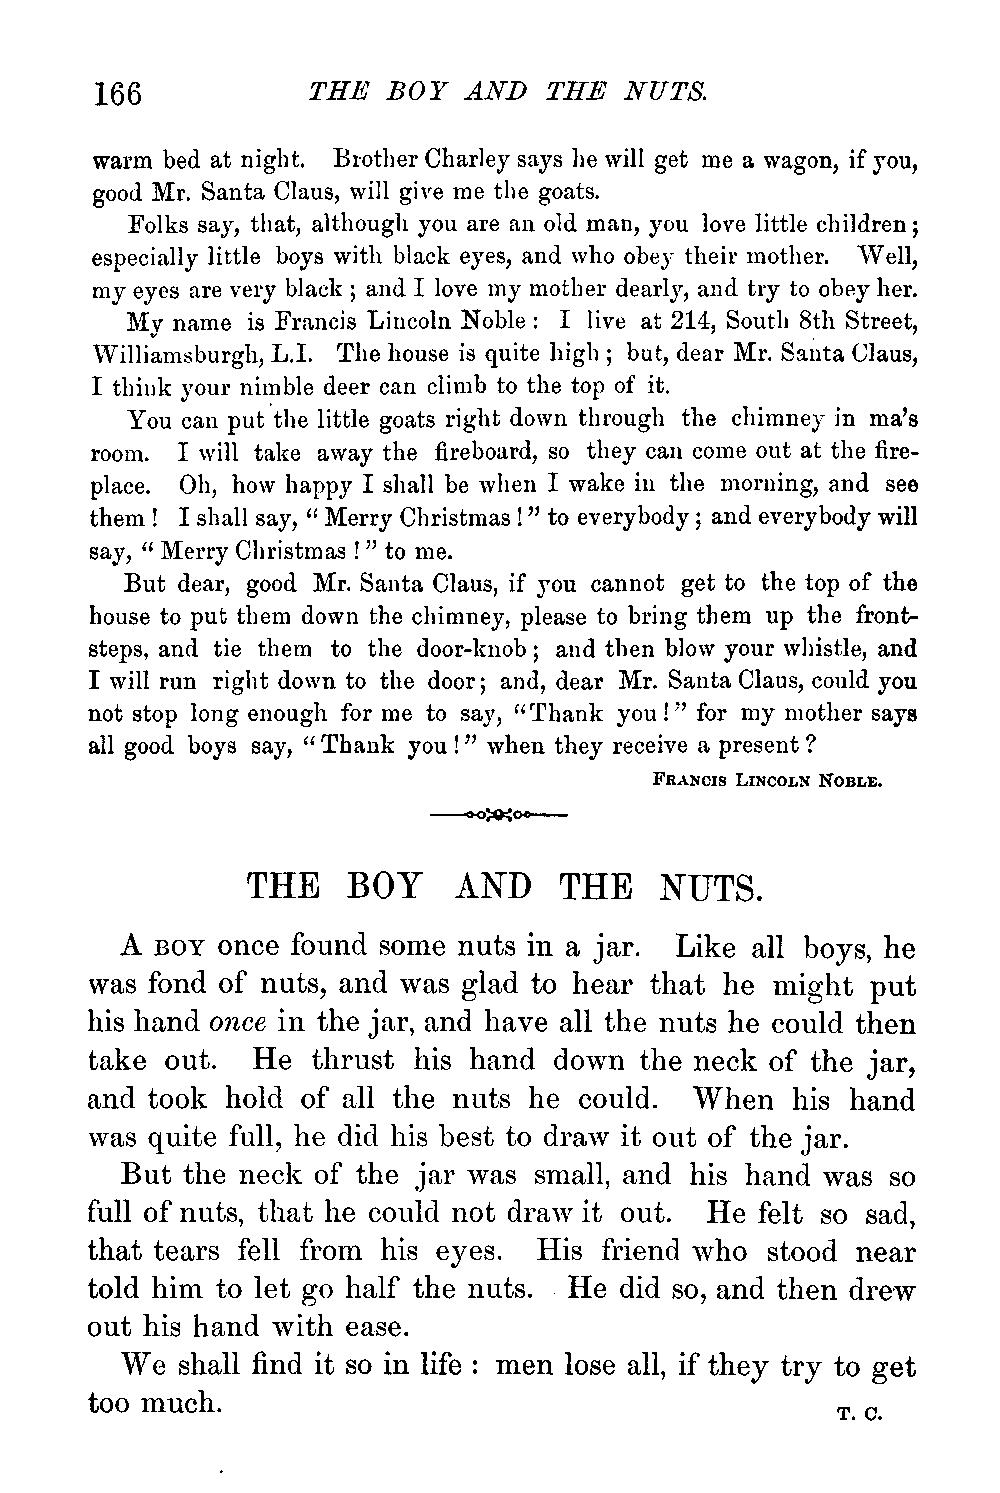 166 THE BOY AND THE NUTS.
warm bed at night. Brother Charley says he will get me a wagon, if you,
good Mr. Santa Claus, will give me the goats.
Folks say, that, although you are an old man, you love little children;
especially little boys with black eyes, and who obey their mother. Well,
my eyes are very black; and I love my mother dearly, and try to obey her.
My name is Francis Lincoln Noble: I live at 214, South 8th Street,
Williamsburgh, L.I. The house is quite high; but, dear Mr. Santa Claus,
I think your nimble deer can climb to the top of it.
You can put the little goats right down through the chimney in ma's
room. I will take away the fireboard, so they can come out at the fire-
place. Oh, how happy I shall be when I wake in the morning, and see
them! I shall say, "Merry Christmas!" to everybody; and everybody will
say, "Merry Christmas!" to me.
But dear, good Mr. Santa Claus, if you cannot get to the top of the
house to put them down the chimney, please to bring them up the front-
steps, and tie them to the door-knob; and then blow your whistle, and
I will run right down to the door; and, dear Mr. Santa Claus, could you
not stop long enough for me to say, "Thank you!" for my mother says
all good boys say, "Thank you!" when they receive a present?
FRANCIS LINCOLN NOBLE.
THE BOY AND THE NUTS.
A BOY once found some nuts in a jar. Like all boys, he
was fond of nuts, and was glad to hear that he might put
his hand once in the jar, and have all the nuts he could then
take out. He thrust his hand down the neck of the jar,
and took hold of all the nuts he could. When his hand
was quite full, he did his best to draw it out of the jar.
But the neck of the jar was small, and his hand was so
full of nuts, that he could not draw it out. He felt so sad,
that tears fell from his eyes. His friend who stood near
told him to let go half the nuts. He did so, and then drew
out his hand with ease.
We shall find it so in life: men lose all, if they try to get
too much.
T. C.